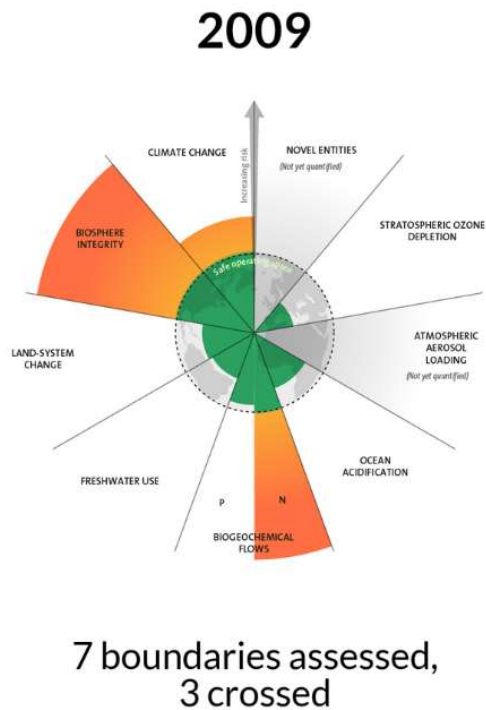 2009
CLIMATE CHANGE
Increasing risk
NOVEL ENTITIES
(Not yet quantified)
STRATOSPHERIC OZONE
DEPLETION
BIOSPHERE
INTEGRITY
Safe operating space
ATMOSPHERIC
AEROSOL
LOADING
(Not yet quantified)
LAND-SYSTEM
CHANGE
OCEAN
ACIDIFICATION
FRESHWATER USE
P
N
BIOGEOCHEMICAL
FLOWS
7 boundaries assessed,
3 crossed